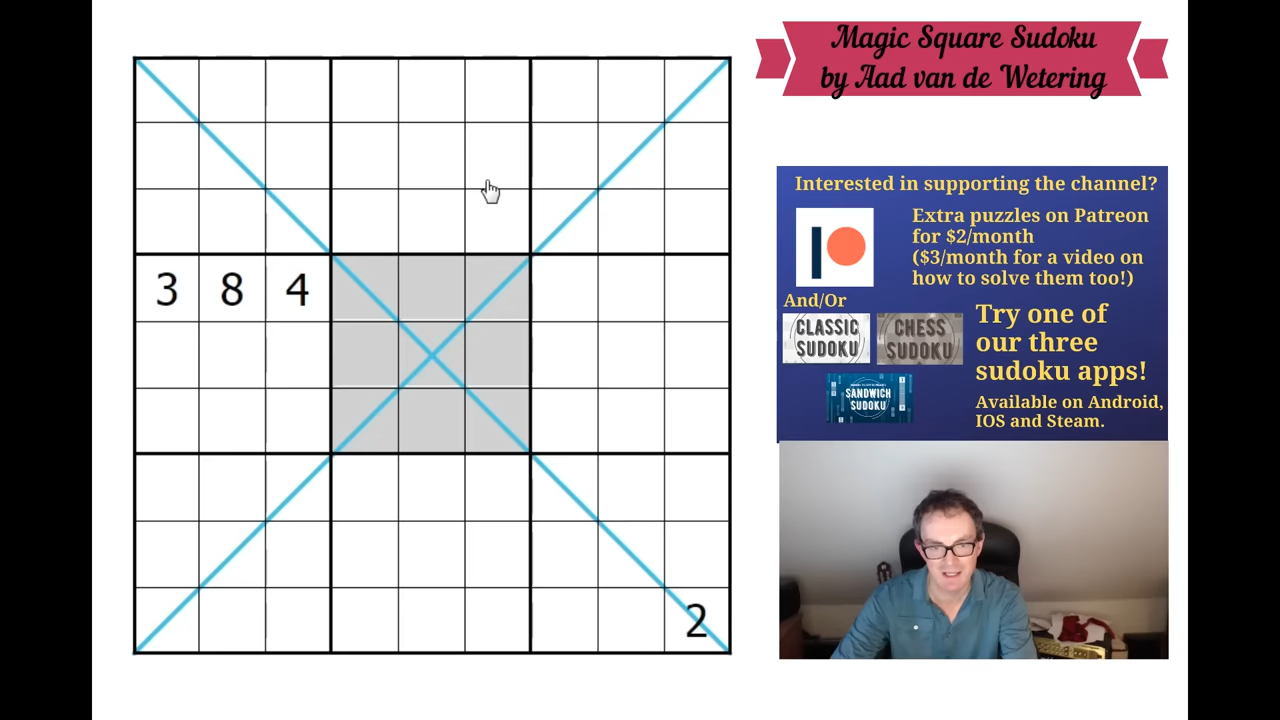 Magic Square Sudoku
by Aad van de Wetering
Interested in supporting the channel?
Extra puzzles on Patreon
for $2/month
($3/month for a video on
how to solve them too!)
And/Or
CLASSIC
SUDOKU
CHESS
SUDOKU
SANDWICH
SUDOKU
Try one of
our three
sudoku apps!
Available on Android,
IOS and Steam.
3 8 4
2